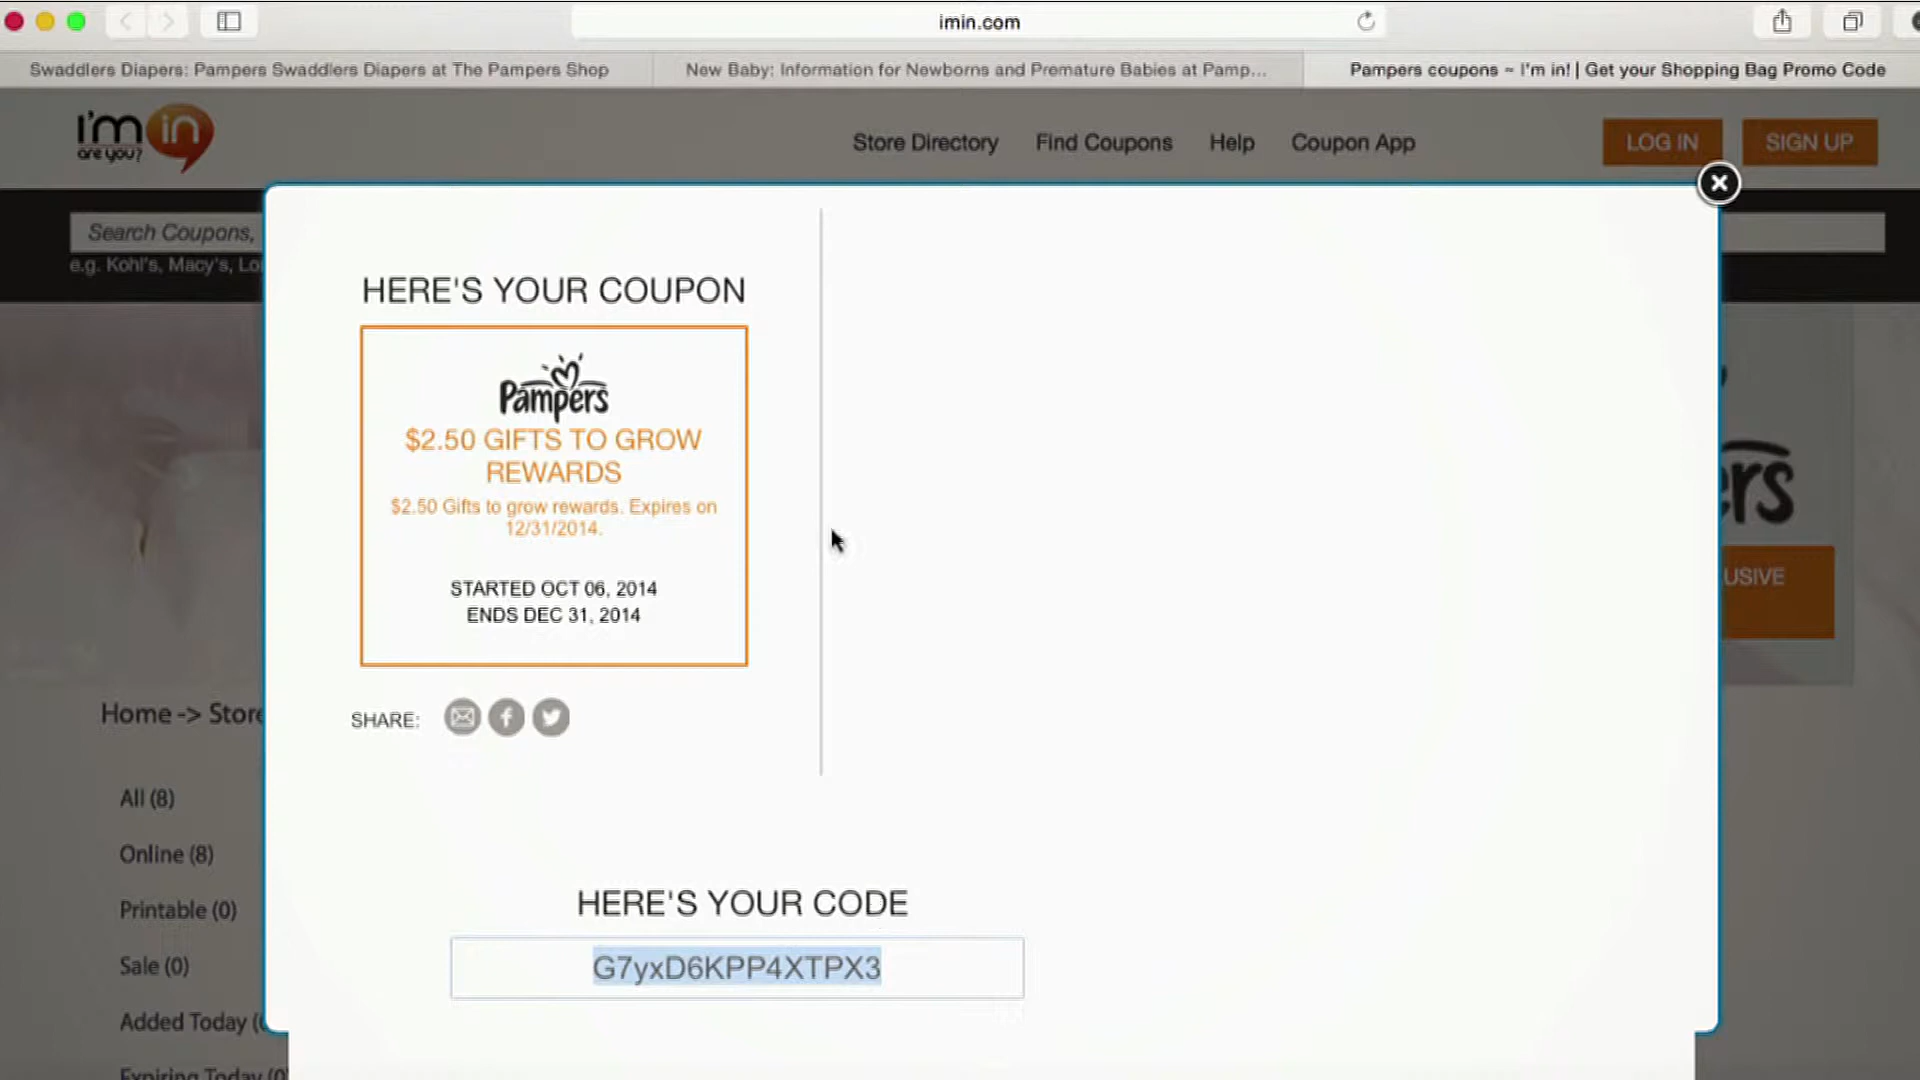 imin.com
Swaddlers Diapers: Pampers Swaddlers Diapers at The Pampers Shop
New Baby: Information for Newborns and Premature Babies at Pamp...
Pampers coupons ~ I'm in! | Get your Shopping Bag Promo Code
I'm in
are you?
Store Directory
Find Coupons
Help
Coupon App
LOG IN
SIGN UP
Search Coupons,
e.g. Kohl's, Macy's, Lo
HERE'S YOUR COUPON
Pampers
$2.50 GIFTS TO GROW
REWARDS
$2.50 Gifts to grow rewards. Expires on
12/31/2014.
STARTED OCT 06, 2014
ENDS DEC 31, 2014
SHARE:
ers
USIVE
Home -> Store
All (8)
Online (8)
Printable (0)
Sale (0)
Added Today (
Expiring Today (0)
HERE'S YOUR CODE
G7yxD6KPP4XTPX3